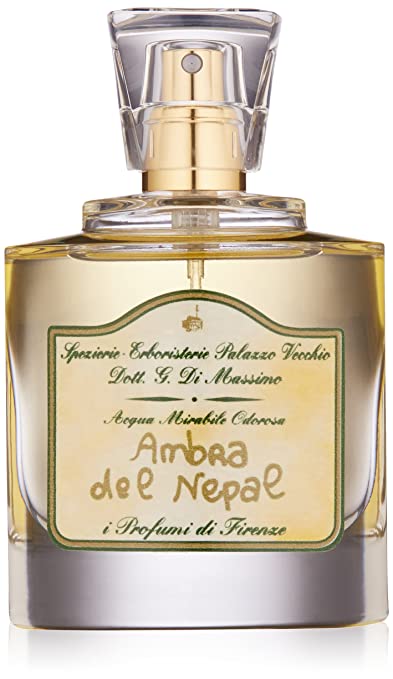 Spezierie-Erboristerie Palazzo Vecchio
Dott. G. Di Massimo
Acqua Mirabile Odorosa
Ambra
del Nepal
i Profumi di Firenze